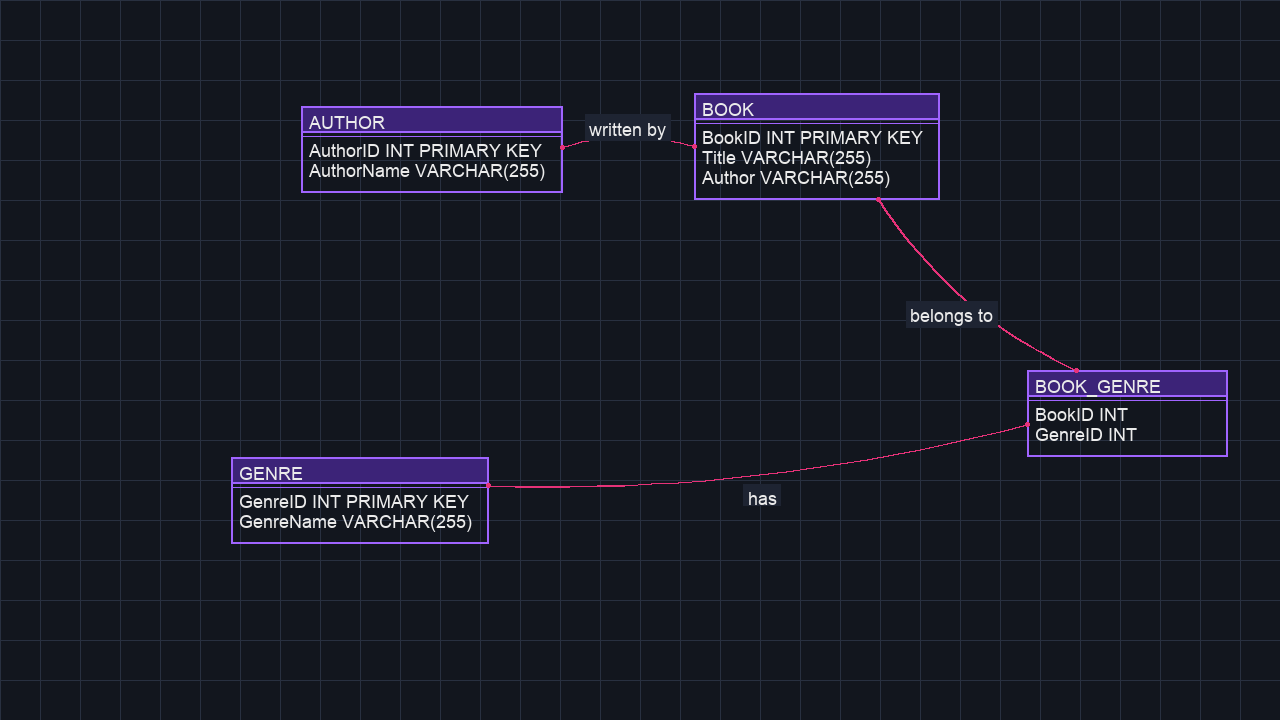 AUTHOR
AuthorID INT PRIMARY KEY
AuthorName VARCHAR(255)
written by
BOOK
BookID INT PRIMARY KEY
Title VARCHAR(255)
Author VARCHAR(255)
belongs to
BOOK_GENRE
BookID INT
GenreID INT
GENRE
GenreID INT PRIMARY KEY
GenreName VARCHAR(255)
has